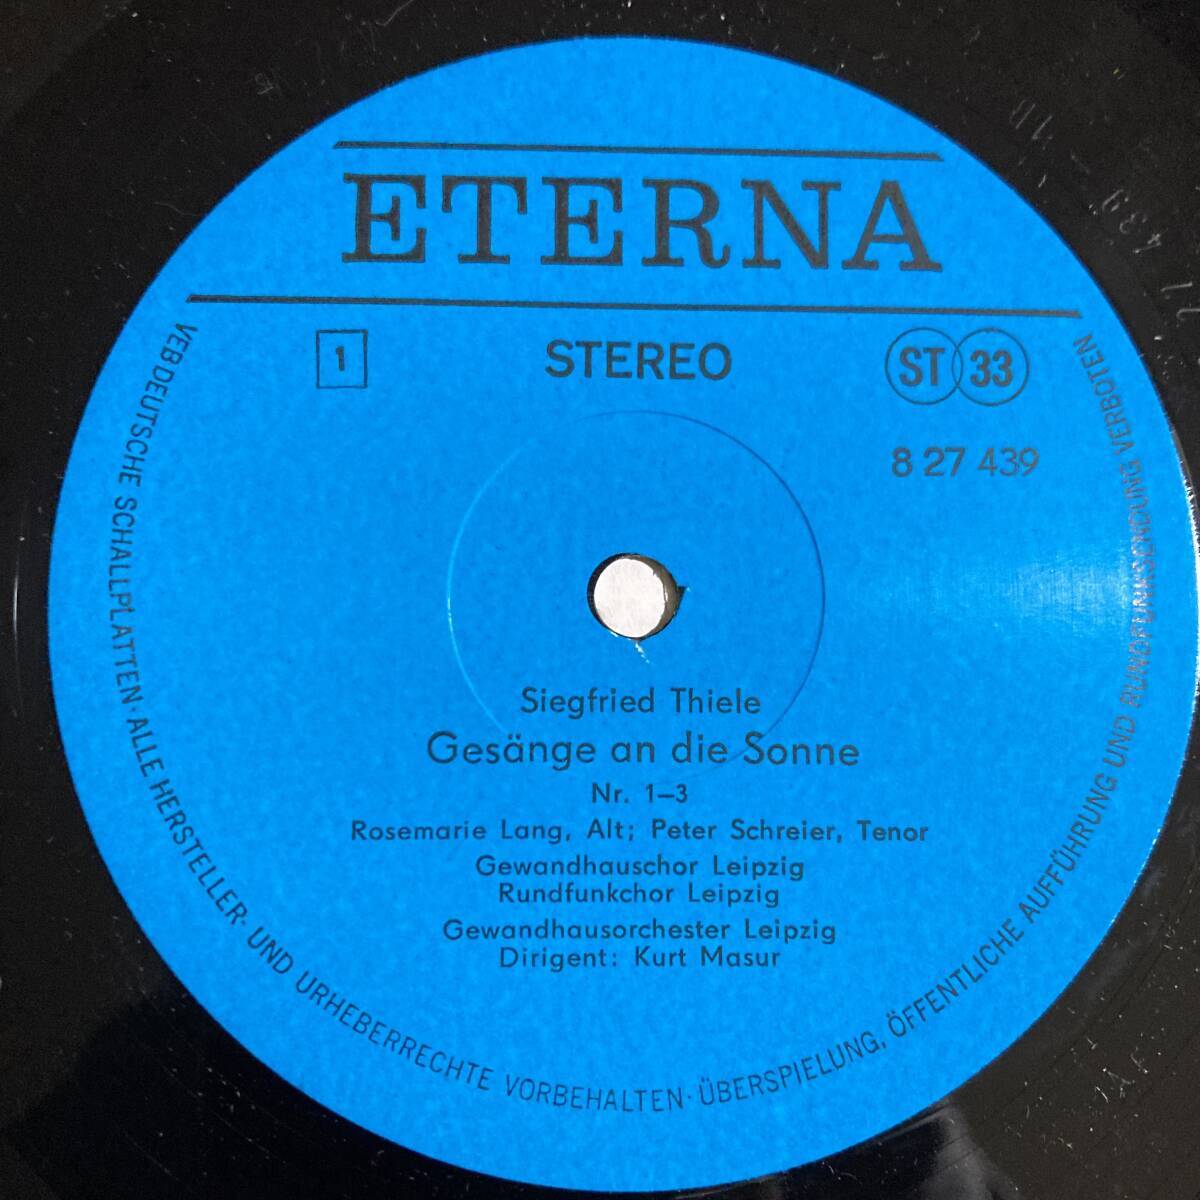 ETERNA
1
STEREO
ST 33
8 27 439
Siegfried Thiele
Gesänge an die Sonne
Nr. 1–3
Rosemarie Lang, Alt; Peter Schreier, Tenor
Gewandhauschor Leipzig
Rundfunkchor Leipzig
Gewandhausorchester Leipzig
Dirigent: Kurt Masur
VEB DEUTSCHE SCHALLPLATTEN · ALLE HERSTELLER- UND URHEBERRECHTE VORBEHALTEN · ÜBERSPIELUNG, ÖFFENTLICHE AUFFÜHRUNG UND RUNDFUNKSENDUNG VERBOTEN